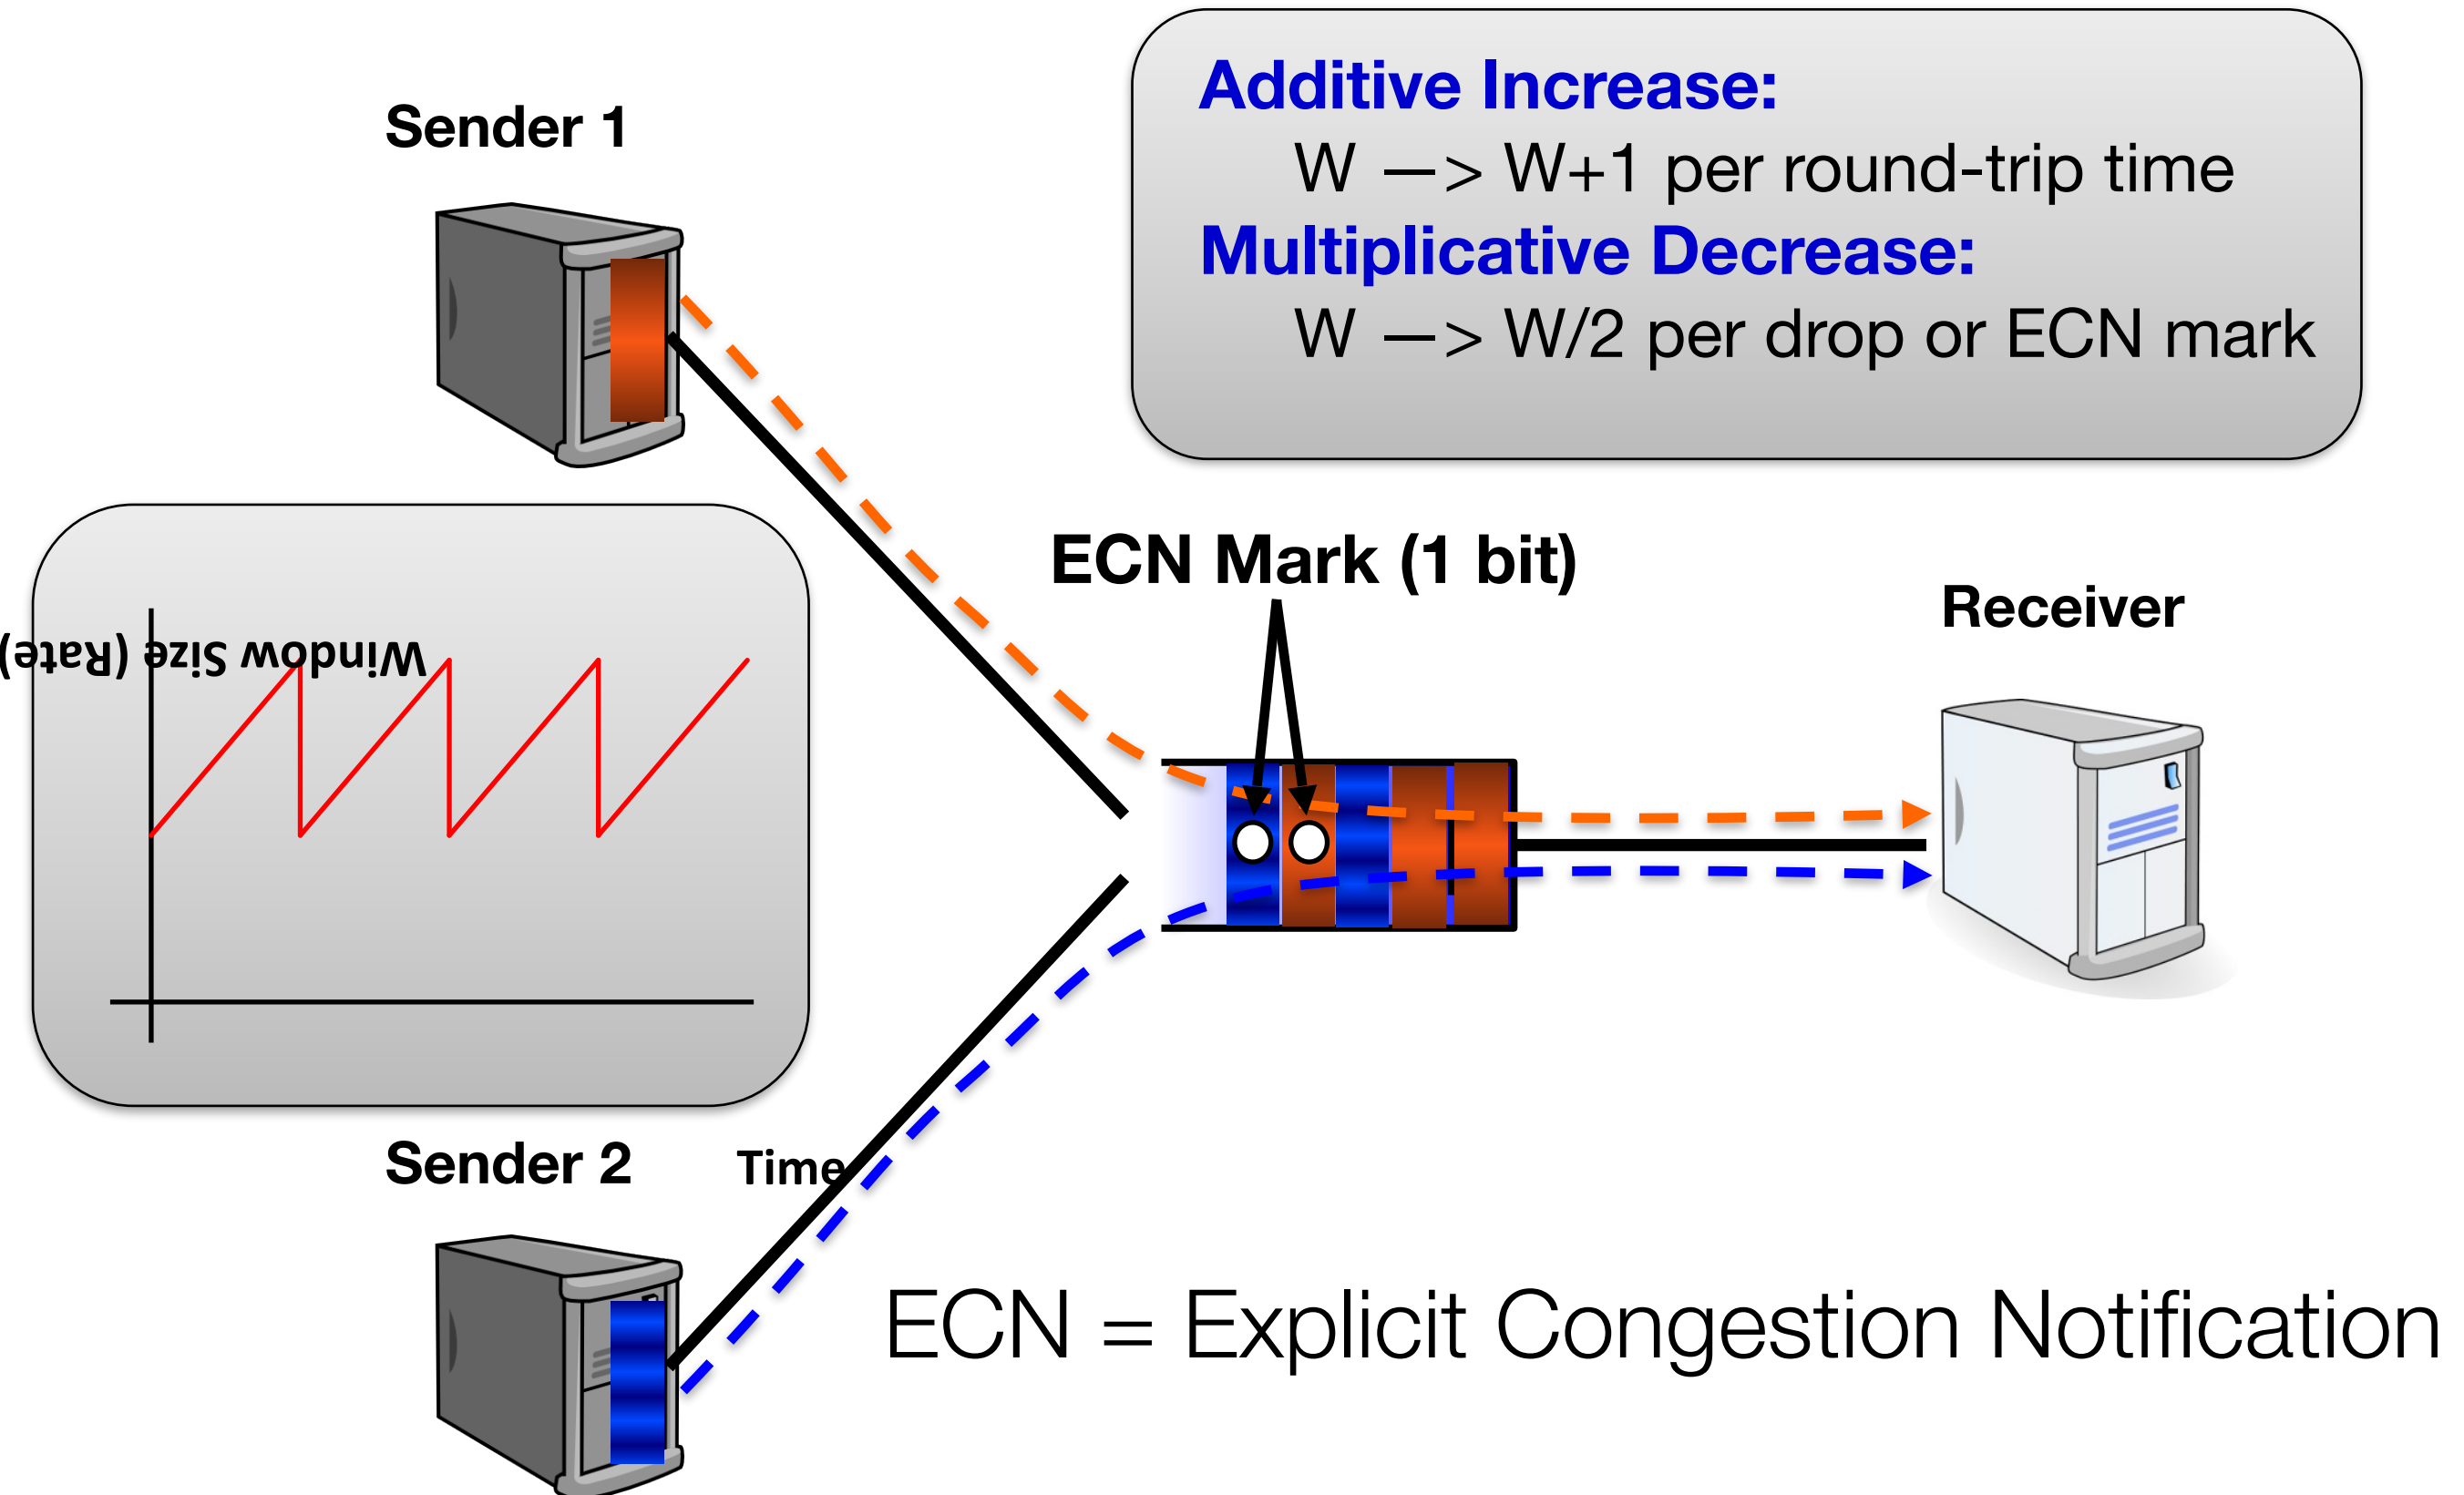 Sender 1
Additive Increase:
W —> W+1 per round-trip time
Multiplicative Decrease:
W —> W/2 per drop or ECN mark
ECN Mark (1 bit)
Receiver
Window Size (Rate)
Sender 2
Time
ECN = Explicit Congestion Notification